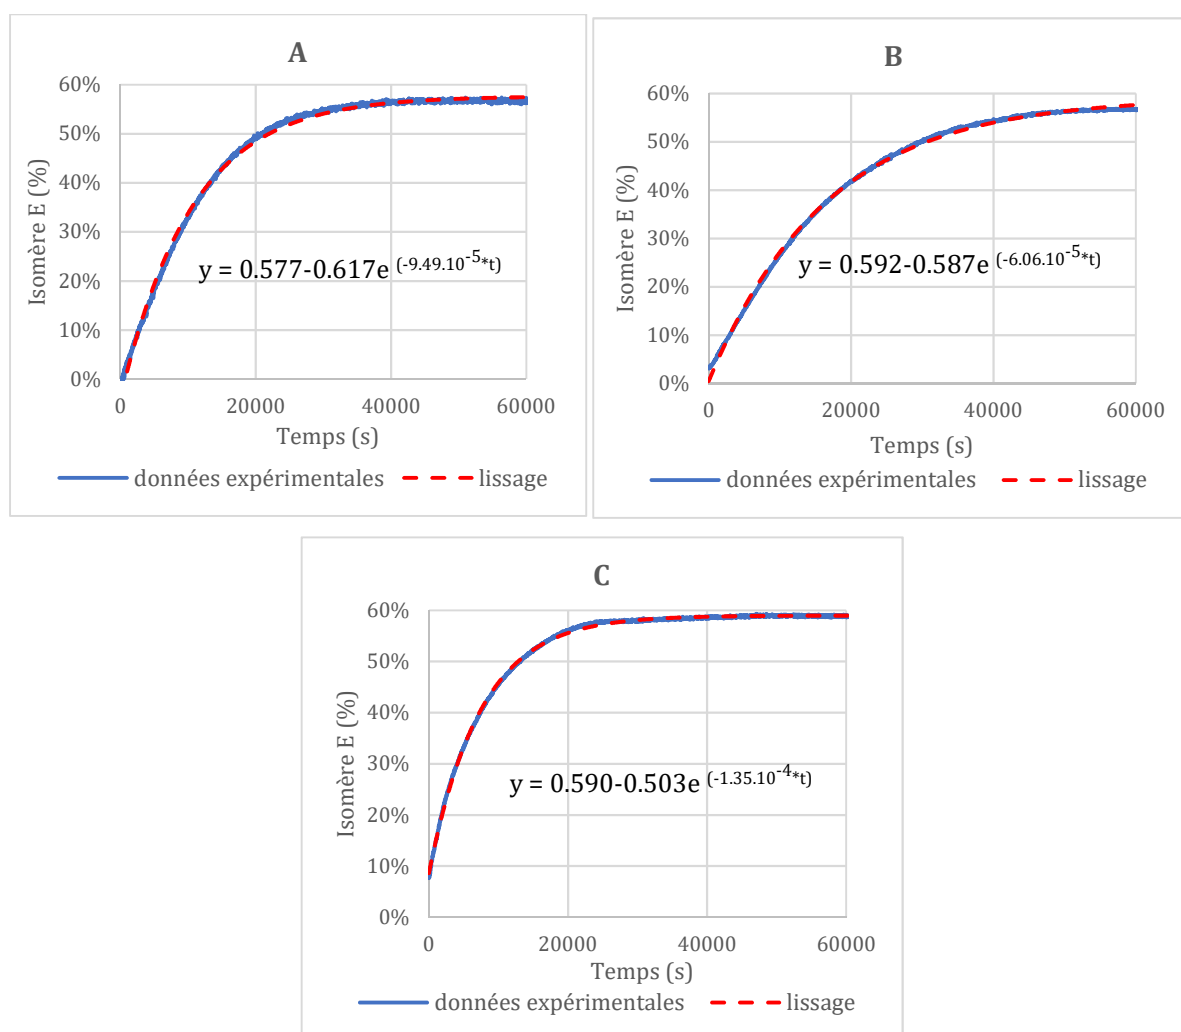 A
60%
50%
40%
30%
20%
10%
0%
Isomère E (%)
y = 0.577-0.617e (-9.49.10-5*t)
0 20000 40000 60000
Temps (s)
données expérimentales lissage
B
60%
50%
40%
30%
20%
10%
0%
Isomère E (%)
y = 0.592-0.587e (-6.06.10-5*t)
0 20000 40000 60000
Temps (s)
données expérimentales lissage
C
60%
50%
40%
30%
20%
10%
0%
Isomère E (%)
y = 0.590-0.503e (-1.35.10-4*t)
0 20000 40000 60000
Temps (s)
données expérimentales lissage